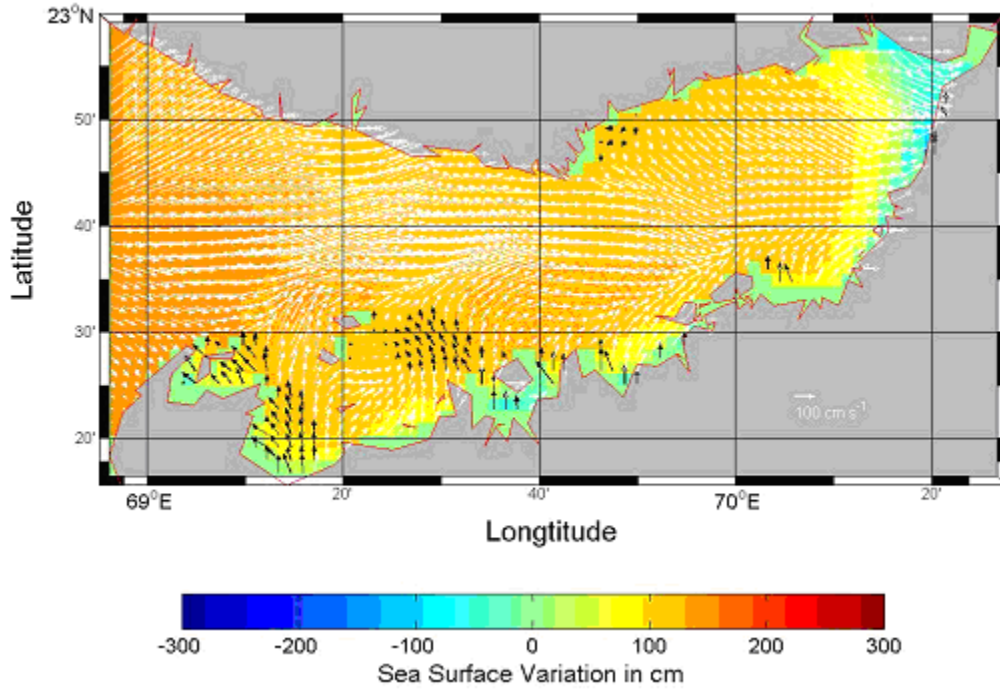 23°N
50'
40'
30'
20'
Latitude
100 cm s⁻¹
69°E
20'
40'
70°E
20'
Longtitude
-300 -200 -100 0 100 200 300
Sea Surface Variation in cm